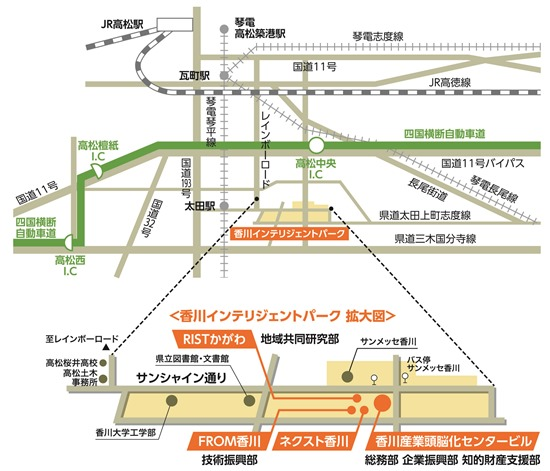 JR高松駅
琴電
高松築港駅
琴電志度線
国道11号
瓦町駅
JR高徳線
琴電琴平線
レインボーロード
高松檀紙
I.C
高松中央
I.C
四国横断自動車道
国道11号バイパス
国道11号
国道193号
長尾街道
琴電長尾線
四国横断
自動車道
国道32号
太田駅
県道太田上町志度線
香川インテリジェントパーク
県道三木国分寺線
高松西
I.C
<香川インテリジェントパーク 拡大図>
至レインボーロード
RISTかがわ
地域共同研究部
サンメッセ香川
高松桜井高校
県立図書館・文書館
バス停
サンメッセ香川
高松土木
事務所
サンシャイン通り
香川大学工学部
FROM香川
ネクスト香川
香川産業頭脳化センタービル
技術振興部
総務部 企業振興部 知的財産支援部